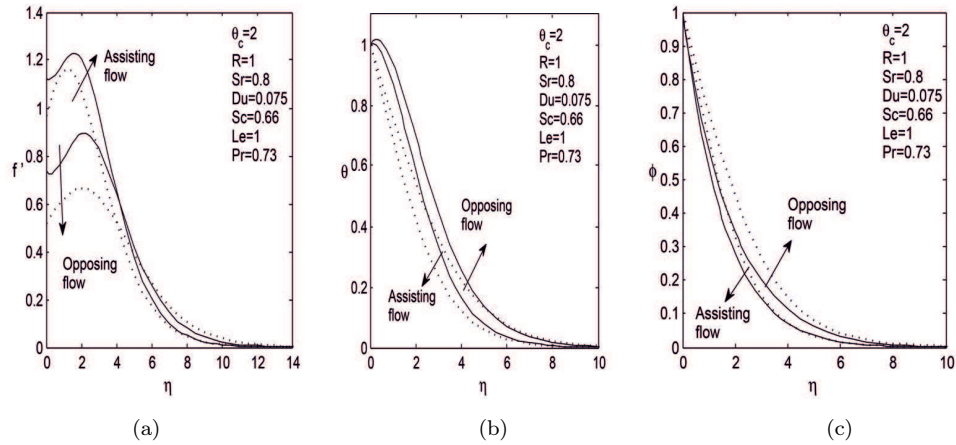 1.4
1.2
1
0.8
0.6
0.4
0.2
0
f '
Assisting
flow
Opposing
flow
θc=2
R=1
Sr=0.8
Du=0.075
Sc=0.66
Le=1
Pr=0.73
0 2 4 6 8 10 12 14
η
(a)
1.2
1
0.8
0.6
0.4
0.2
0
θ
θc=2
R=1
Sr=0.8
Du=0.075
Sc=0.66
Le=1
Pr=0.73
Opposing
flow
Assisting
flow
0 2 4 6 8 10
η
(b)
1
0.9
0.8
0.7
0.6
0.5
0.4
0.3
0.2
0.1
0
ϕ
θc=2
R=1
Sr=0.8
Du=0.075
Sc=0.66
Le=1
Pr=0.73
Opposing
flow
Assisting
flow
0 2 4 6 8 10
η
(c)